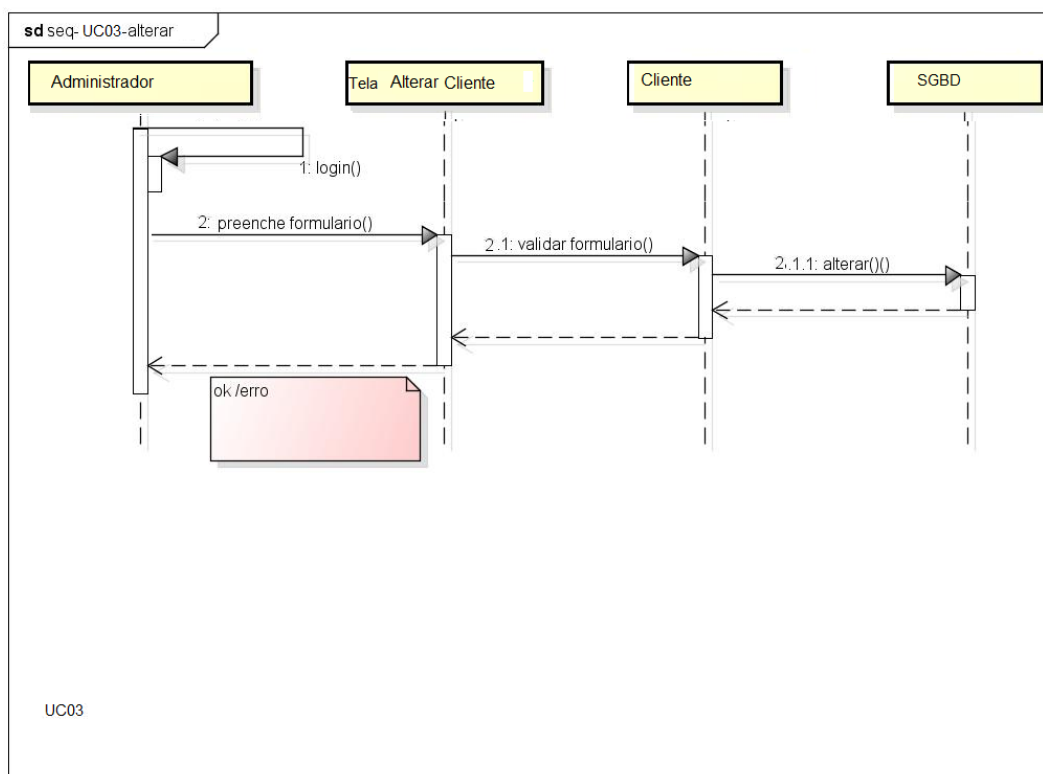 sd seq- UC03-alterar
Administrador
Tela Alterar Cliente
Cliente
SGBD
1: login()
2: preenche formulario()
2.1: validar formulario()
2.1.1: alterar()()
ok /erro
UC03